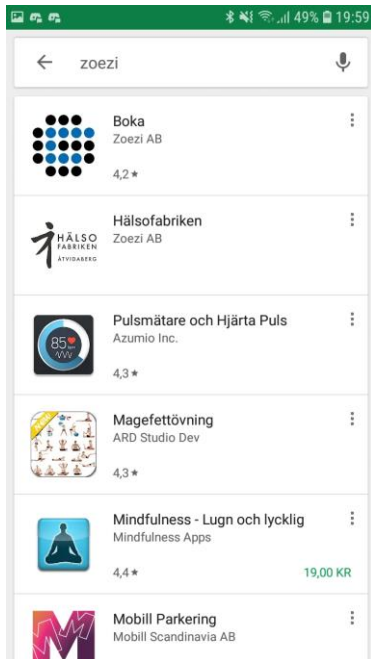 49% 19:59
zoezi
Boka
Zoezi AB
4,2 ★
HÄLSO
FABRIKEN
ÅTVIDABERG
Hälsofabriken
Zoezi AB
85
Pulsmätare och Hjärta Puls
Azumio Inc.
4,3 ★
Magefettövning
ARD Studio Dev
4,3 ★
Mindfulness - Lugn och lycklig
Mindfulness Apps
4,4 ★ 19,00 KR
Mobill Parkering
Mobill Scandinavia AB